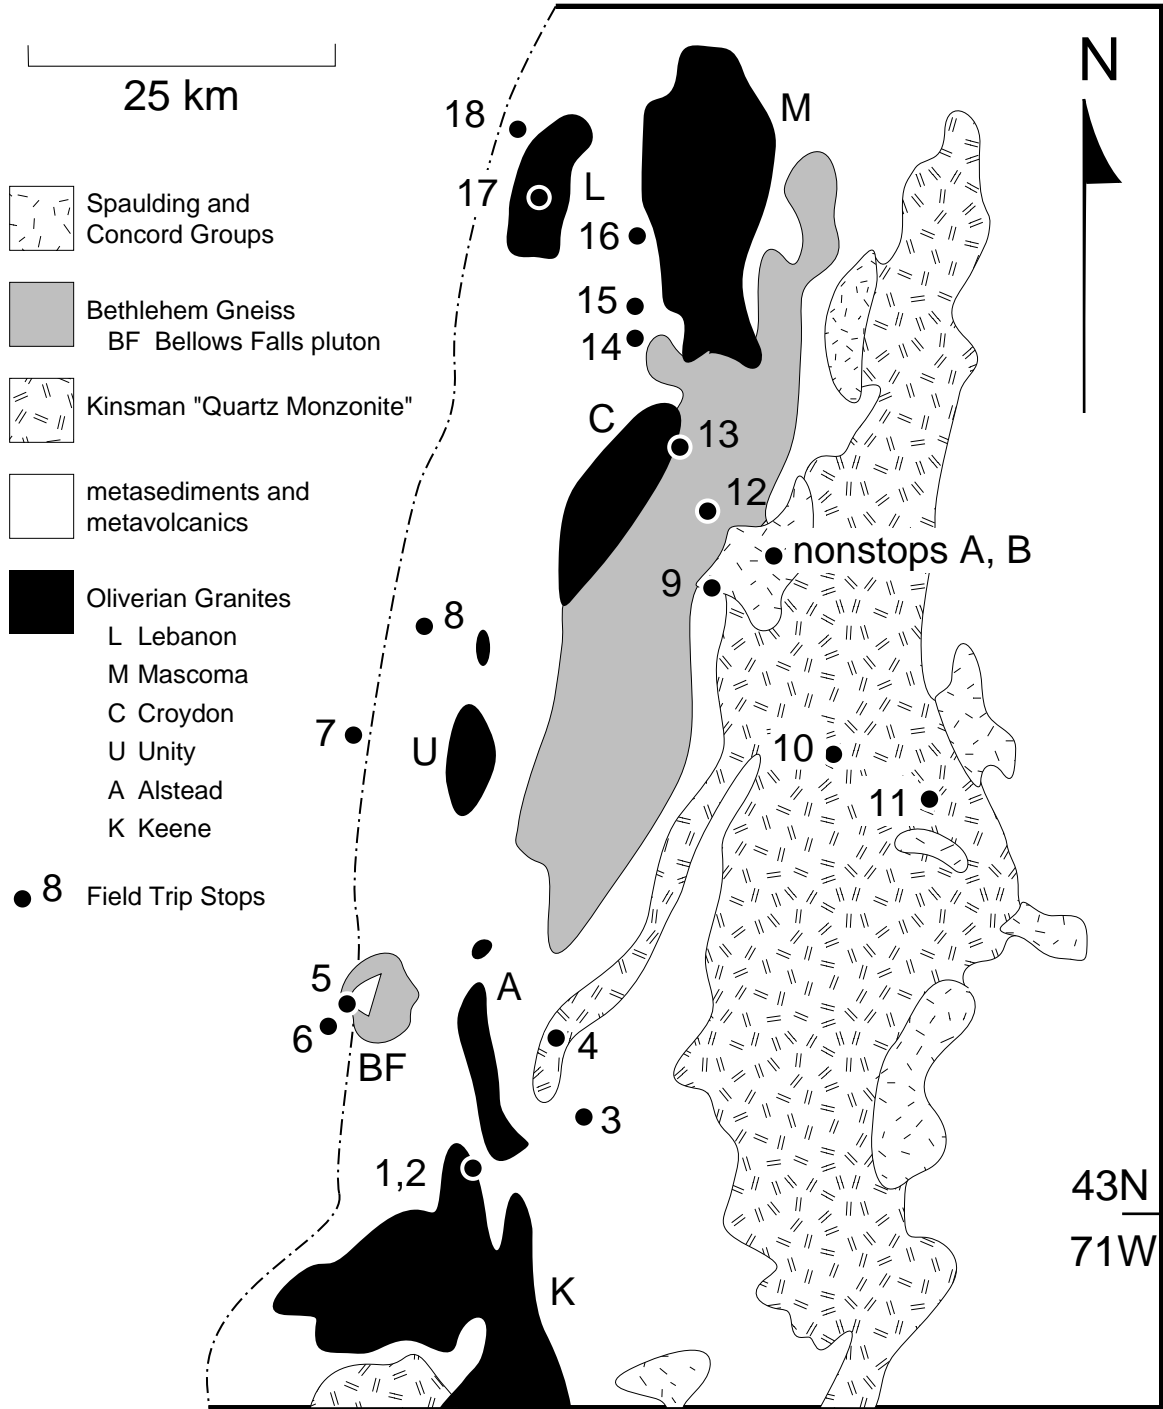 25 km
N
Spaulding and
Concord Groups
Bethlehem Gneiss
BF Bellows Falls pluton
Kinsman "Quartz Monzonite"
metasediments and
metavolcanics
Oliverian Granites
L Lebanon
M Mascoma
C Croydon
U Unity
A Alstead
K Keene
8 Field Trip Stops
M
18
17
L
16
15
14
C
13
12
nonstops A, B
9
8
7
U
10
11
5
A
6
4
BF
3
1,2
43N
71W
K